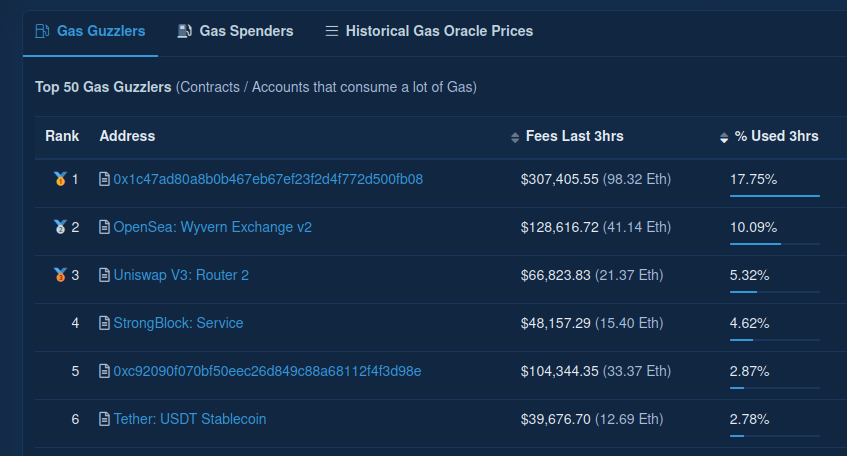 Gas Guzzlers Gas Spenders Historical Gas Oracle Prices
Top 50 Gas Guzzlers (Contracts / Accounts that consume a lot of Gas)
Rank Address Fees Last 3hrs % Used 3hrs
1 0x1c47ad80a8b0b467eb67ef23f2d4f772d500fb08 $307,405.55 (98.32 Eth) 17.75%
2 OpenSea: Wyvern Exchange v2 $128,616.72 (41.14 Eth) 10.09%
3 Uniswap V3: Router 2 $66,823.83 (21.37 Eth) 5.32%
4 StrongBlock: Service $48,157.29 (15.40 Eth) 4.62%
5 0xc92090f070bf50eec26d849c88a68112f4f3d98e $104,344.35 (33.37 Eth) 2.87%
6 Tether: USDT Stablecoin $39,676.70 (12.69 Eth) 2.78%